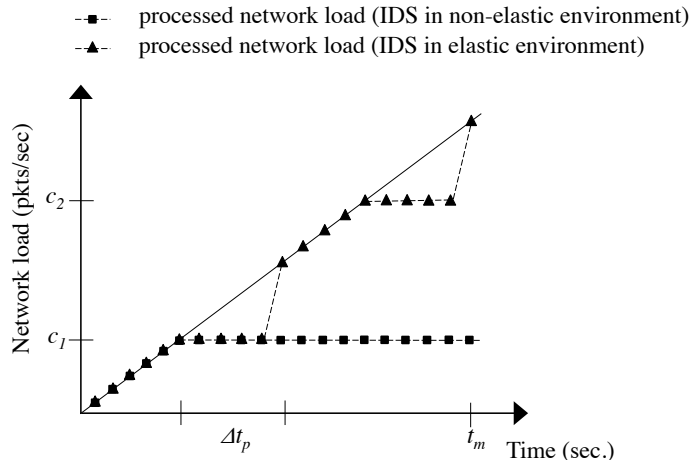 processed network load (IDS in non-elastic environment)
processed network load (IDS in elastic environment)
Network load (pkts/sec)
c2
c1
Δtp
tm
Time (sec.)